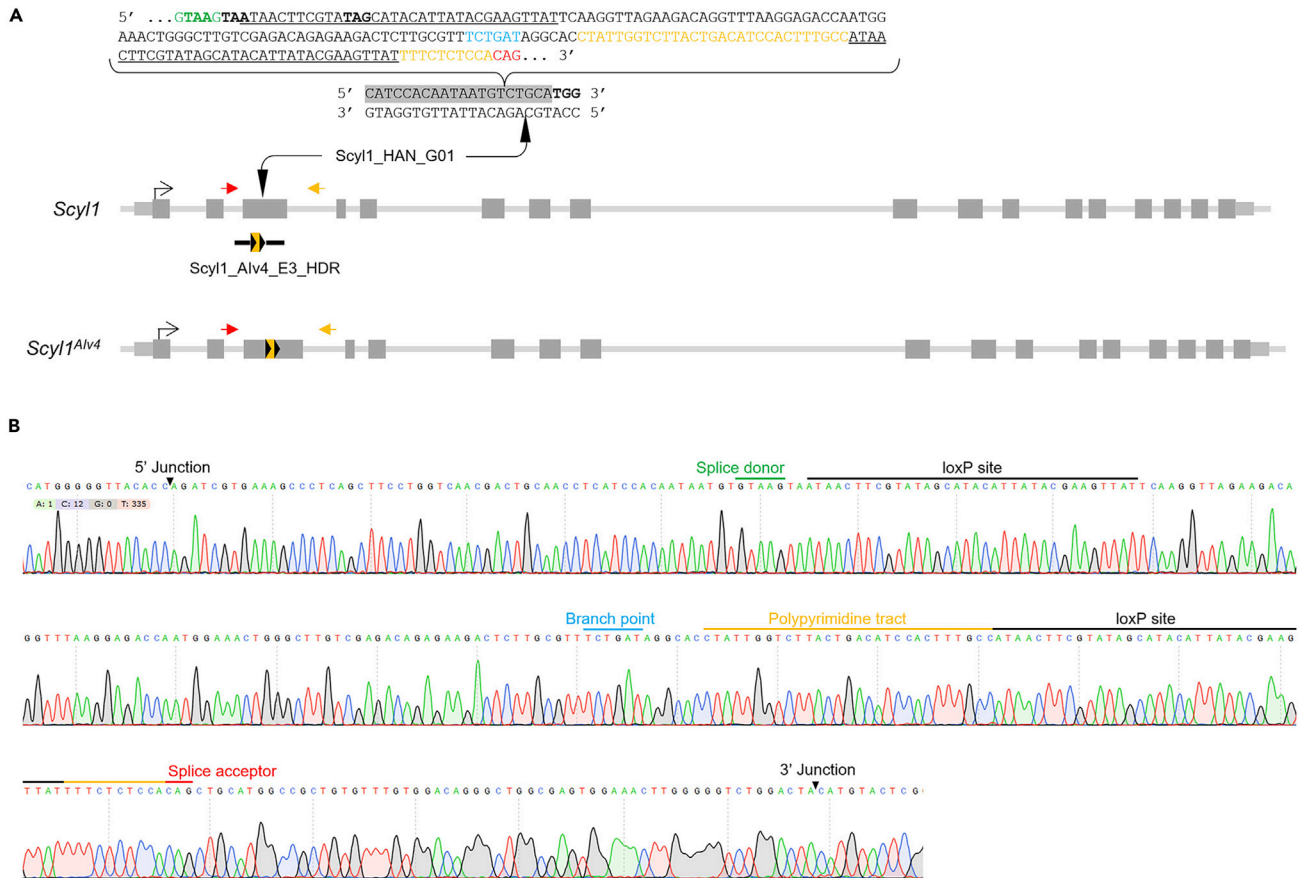 A
5′ ...GTAAGTAATAACTTCGTATAGCATACATTATACGAAGTTATTCAAGGTTAGAAGACAGGTTTAAGGAGACCAATGG
AAACTGGGCTTGTCGAGACAGAGAAGACTCTTGCGTTTCTGATAGGCACCTATTGGTCTTACTGACATCCACTTTGCCATAA
CTTCGTATAGCATACATTATACGAAGTTATTTTCTCTCCACAG... 3′
5′ CATCCACAATAATGTCTGCATGG 3′
3′ GTAGGTGTTATTACAGACGTACC 5′
Scyl1_HAN_G01
Scyl1
Scyl1_Alv4_E3_HDR
Scyl1Alv4
B
5′ Junction Splice donor loxP site
CATGGGGGTTACACCAGATCGTGAAAGCCCTCAGCTTCCTGGTCAACGACTGCAACCTCATCCACAATAATGTGTAAGTAATAACTTCGTATAGCATACATTATACGAAGTTATTCAAGGTTAGAAGACA
A: 1 C: 12 G: 0 T: 335
Branch point Polypyrimidine tract loxP site
GGTTTAAGGAGACCAATGGAAACTGGGCTTGTCGAGACAGAGAAGACTCTTGCGTTTCTGATAGGCACCTATTGGTCTTACTGACATCCACTTTGCCATAACTTCGTATAGCATACATTATACGAAG
Splice acceptor 3′ Junction
TTATTTTCTCTCCACAGCTGCATGGCCGCTGTGTTTGTGGACAGGGCTGGCGAGTGGAAACTTGGGGGTCTGGACTACATGTACTCG